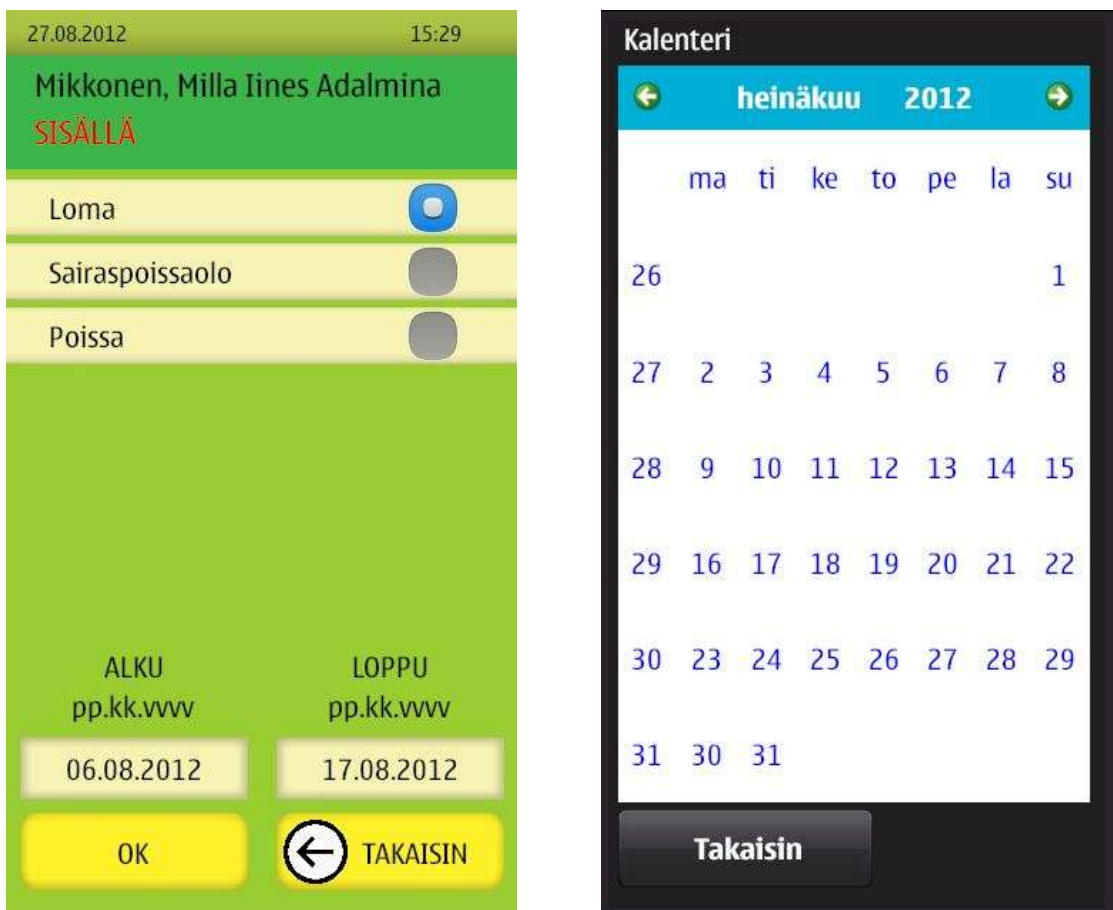 27.08.2012 15:29
Mikkonen, Milla Iines Adalmina
SISÄLLÄ
Loma
Sairaspoissaolo
Poissa
ALKU LOPPU
pp.kk.vvvv pp.kk.vvvv
06.08.2012 17.08.2012
OK TAKAISIN
Kalenteri
heinäkuu 2012
ma ti ke to pe la su
26 1
27 2 3 4 5 6 7 8
28 9 10 11 12 13 14 15
29 16 17 18 19 20 21 22
30 23 24 25 26 27 28 29
31 30 31
Takaisin